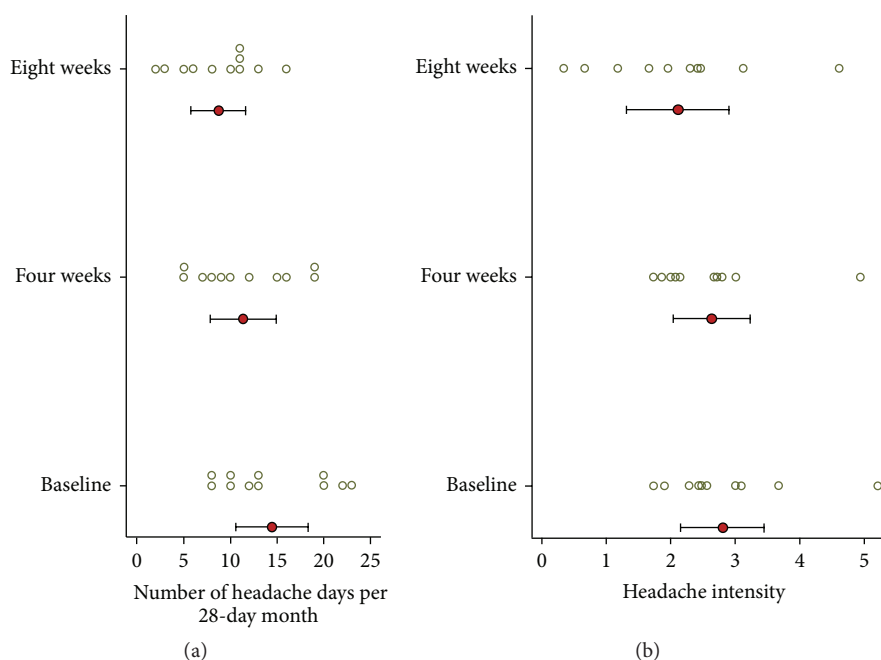 Eight weeks
Four weeks
Baseline
0 5 10 15 20 25
Number of headache days per
28-day month
(a)
Eight weeks
Four weeks
Baseline
0 1 2 3 4 5
Headache intensity
(b)